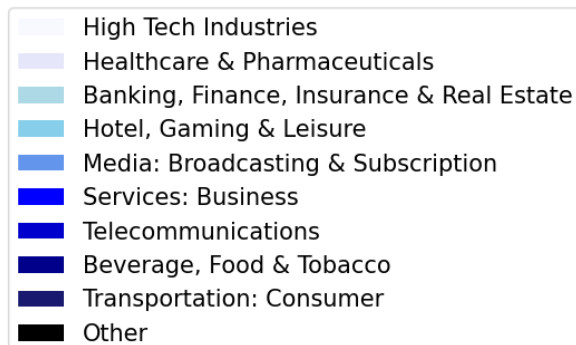 High Tech Industries
Healthcare & Pharmaceuticals
Banking, Finance, Insurance & Real Estate
Hotel, Gaming & Leisure
Media: Broadcasting & Subscription
Services: Business
Telecommunications
Beverage, Food & Tobacco
Transportation: Consumer
Other